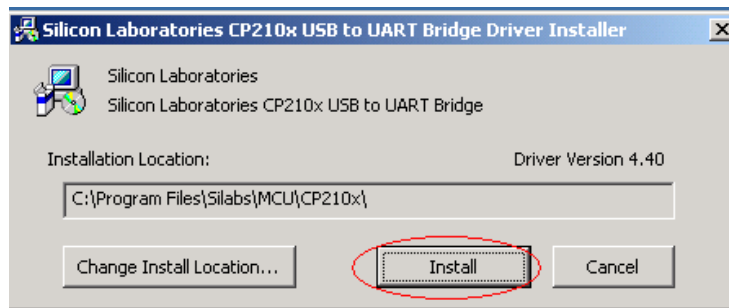 Silicon Laboratories CP210x USB to UART Bridge Driver Installer
Silicon Laboratories
Silicon Laboratories CP210x USB to UART Bridge
Installation Location:
Driver Version 4.40
C:\Program Files\Silabs\MCU\CP210x\
Change Install Location...
Install
Cancel